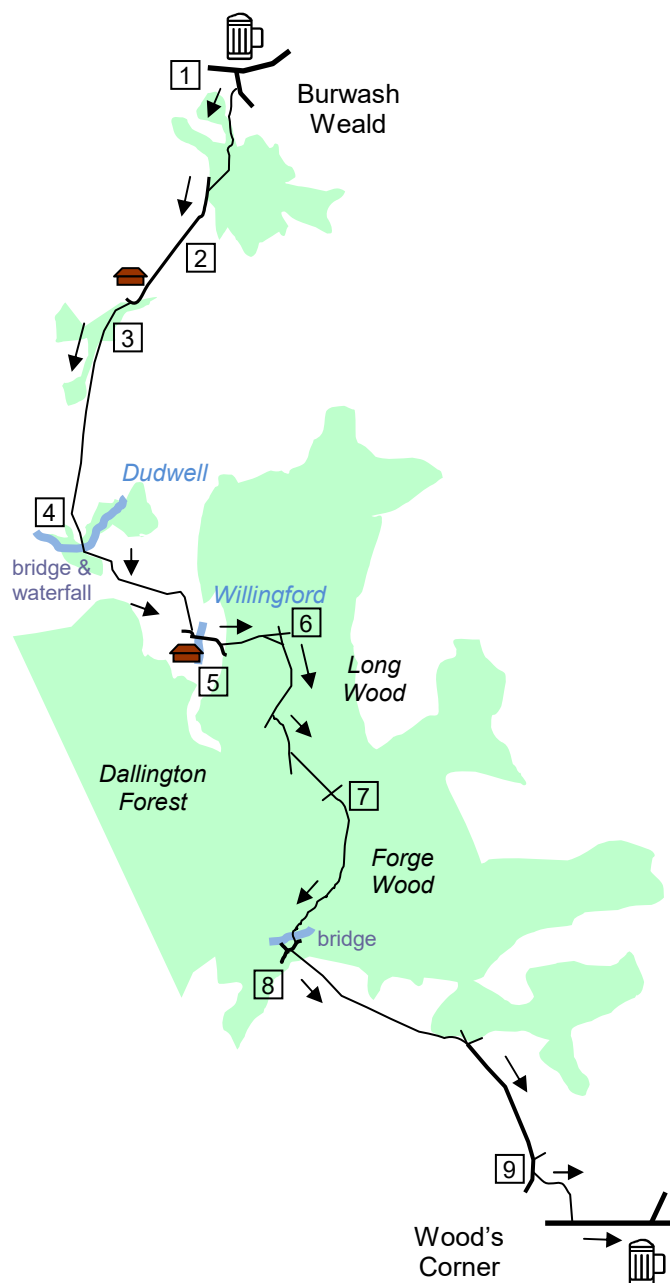 1
Burwash
Weald
2
3
Dudwell
4
bridge &
waterfall
Willingford
6
5
Long
Wood
Dallington
Forest
7
Forge
Wood
bridge
8
9
Wood's
Corner